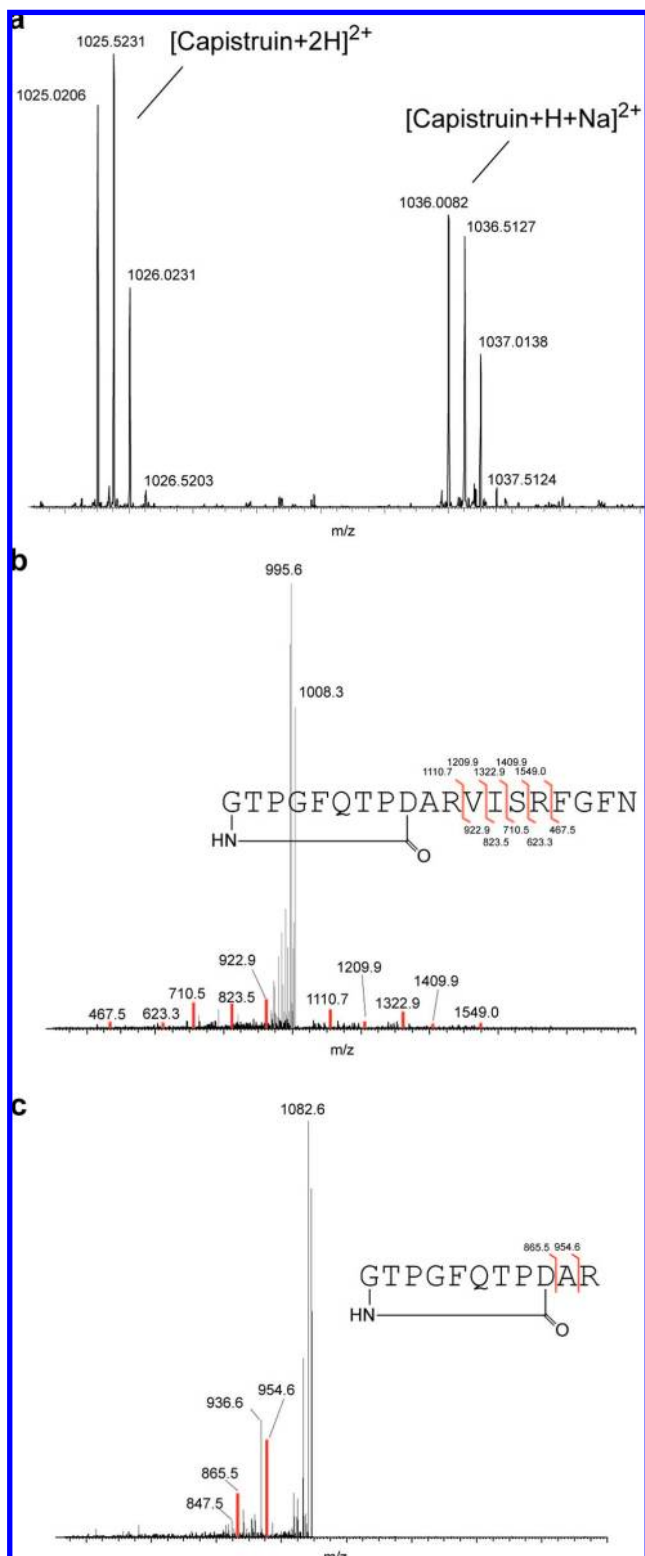 a
1025.5231
[Capistruin+2H]2+
1025.0206
[Capistruin+H+Na]2+
1036.0082
1036.5127
1026.0231
1037.0138
1026.5203
1037.5124
m/z
b
995.6
1008.3
1209.9 1409.9
1110.7 1322.9 1549.0
GTPGFQTPDARVISRFGFN
922.9 710.5 467.5
823.5 623.3
HN
O
922.9
710.5
823.5
1110.7
1209.9
1322.9
1409.9
467.5
623.3
1549.0
m/z
c
1082.6
865.5 954.6
GTPGFQTPDAR
HN
O
936.6
954.6
865.5
847.5
m/z